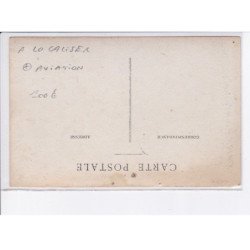 A LOCALISER
⊕ AVIATION
200 €
CORRESPONDANCE
ADRESSE
CARTE POSTALE